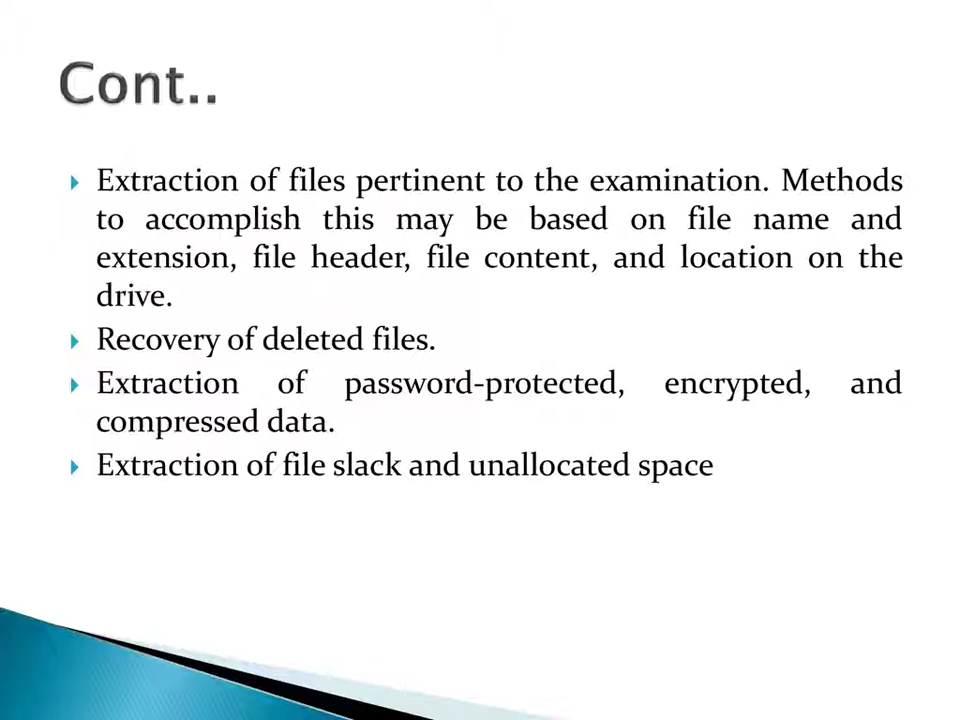 Cont..
Extraction of files pertinent to the examination. Methods
to accomplish this may be based on file name and
extension, file header, file content, and location on the
drive.
Recovery of deleted files.
Extraction of password-protected, encrypted, and
compressed data.
Extraction of file slack and unallocated space